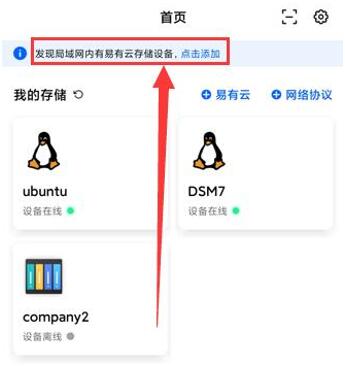 首页
发现局域网内有易有云存储设备，点击添加
我的存储 易有云 网络协议
ubuntu DSM7
设备在线 设备在线
company2
设备离线